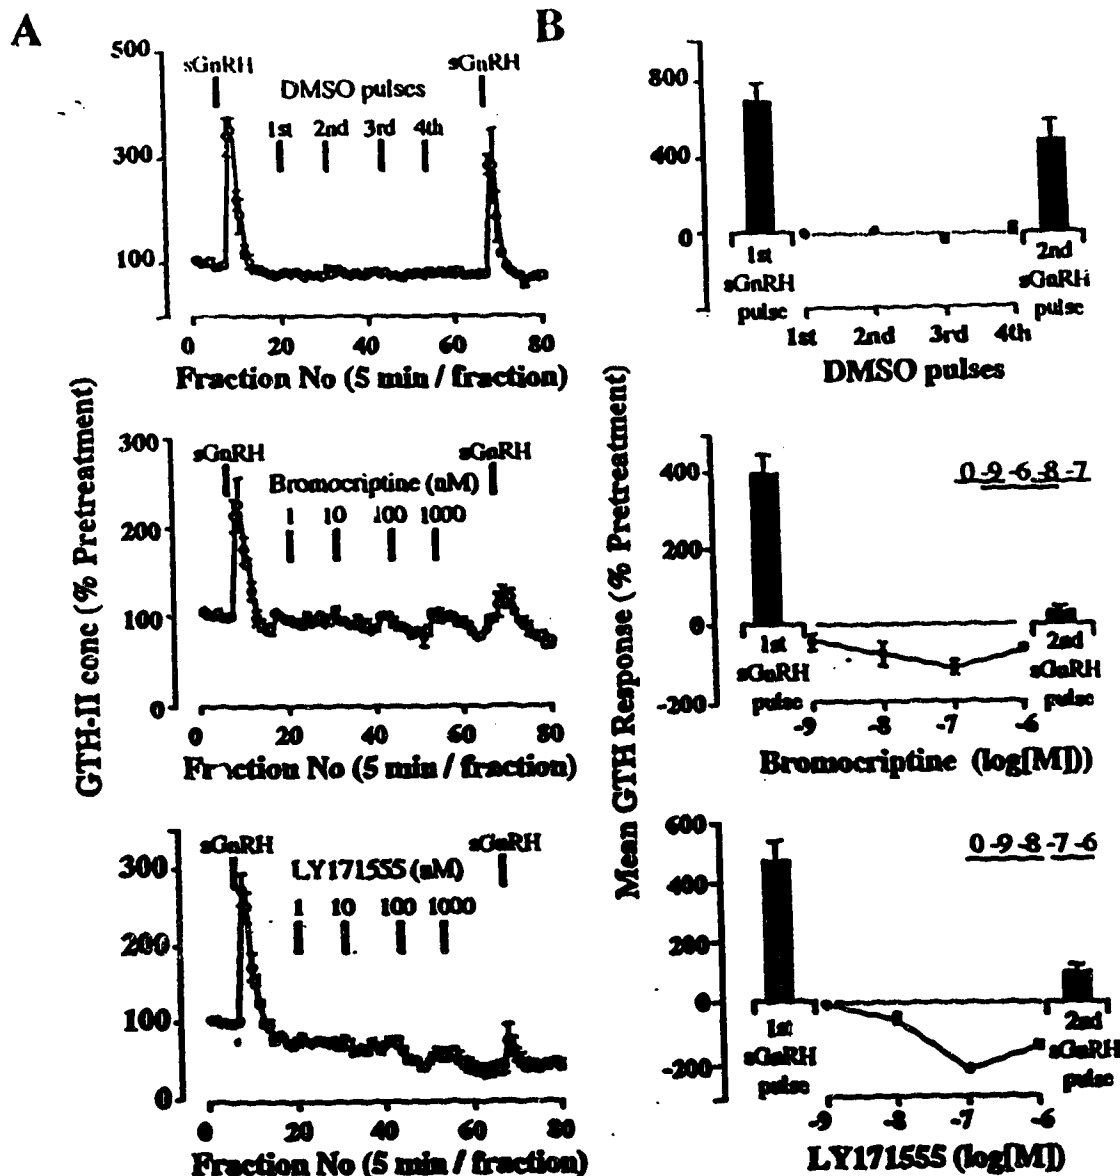 A
B
500
300
100
sGnRH
sGnRH
DMSO pulses
1st 2nd 3rd 4th
0 20 40 60 80
Fraction No (5 min / fraction)
800
400
0
1st
sGnRH
pulse
2nd
sGnRH
pulse
1st 2nd 3rd 4th
DMSO pulses
GTH-II conc (% Pretreatment)
300
200
100
0
sGnRH
sGnRH
Bromocriptine (nM)
1 10 100 1000
0 20 40 60 80
Fraction No (5 min / fraction)
Mean GTH Response (% Pretreatment)
400
200
0
-200
0 -9 -6 -8 -7
1st
sGnRH
pulse
2nd
sGnRH
pulse
-9 -8 -7 -6
Bromocriptine (log[M]))
300
200
100
0
sGnRH
sGnRH
LY171555 (nM)
1 10 100 1000
0 20 40 60 80
Fraction No (5 min / fraction)
600
400
200
0
-200
0 -9 -8 -7 -6
1st
sGnRH
pulse
2nd
sGnRH
pulse
-9 -8 -7 -6
LY171555 (log[M])